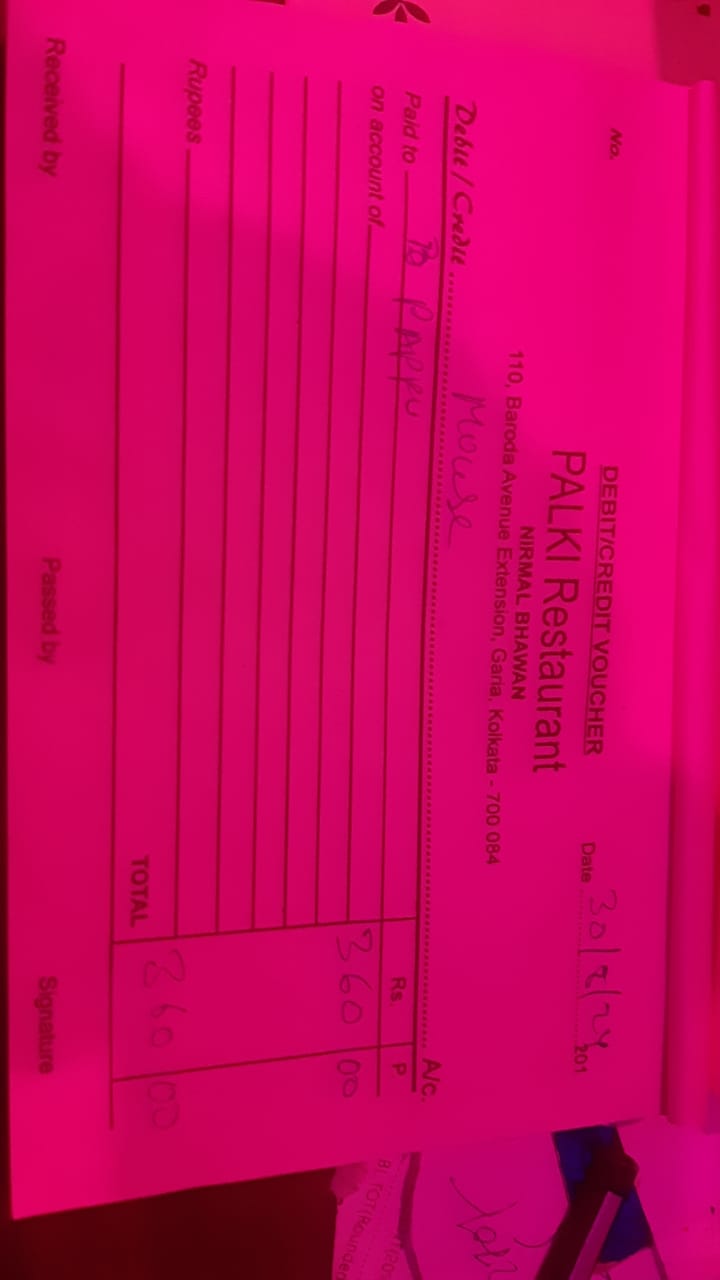 No.
DEBIT/CREDIT VOUCHER
PALKI Restaurant
Date 30/8/24 201
NIRMAL BHAWAN
110, Baroda Avenue Extension, Garia, Kolkata - 700 084
Debit / Credit Mouse A/c.
Paid to To PAPPU Rs. P
on account of 360 00
Rupees
TOTAL 360 00
Received by Passed by Signature